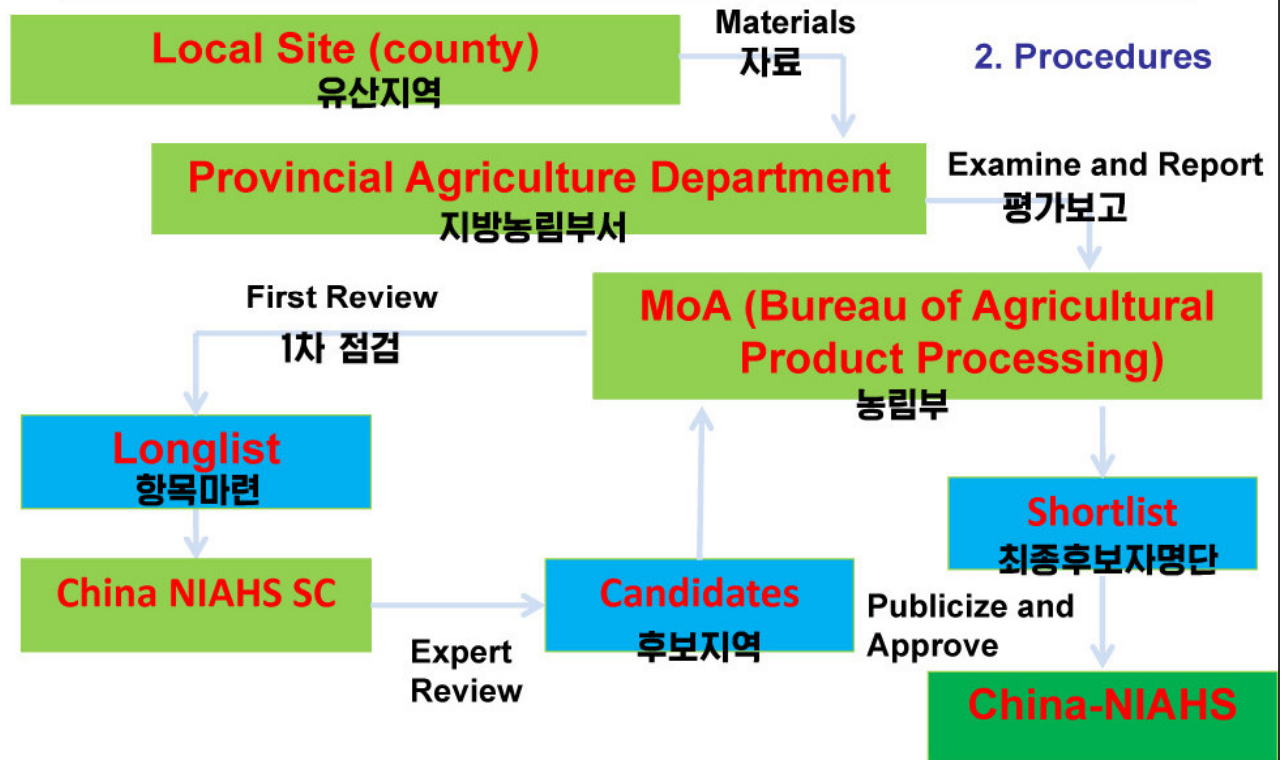 2. Procedures
Local Site (county)
유산지역
Materials
자료
Provincial Agriculture Department
지방농림부서
Examine and Report
평가보고
MoA (Bureau of Agricultural
Product Processing)
농림부
First Review
1차 점검
Longlist
항목마련
China NIAHS SC
Expert
Review
Candidates
후보지역
Shortlist
최종후보자명단
Publicize and
Approve
China-NIAHS